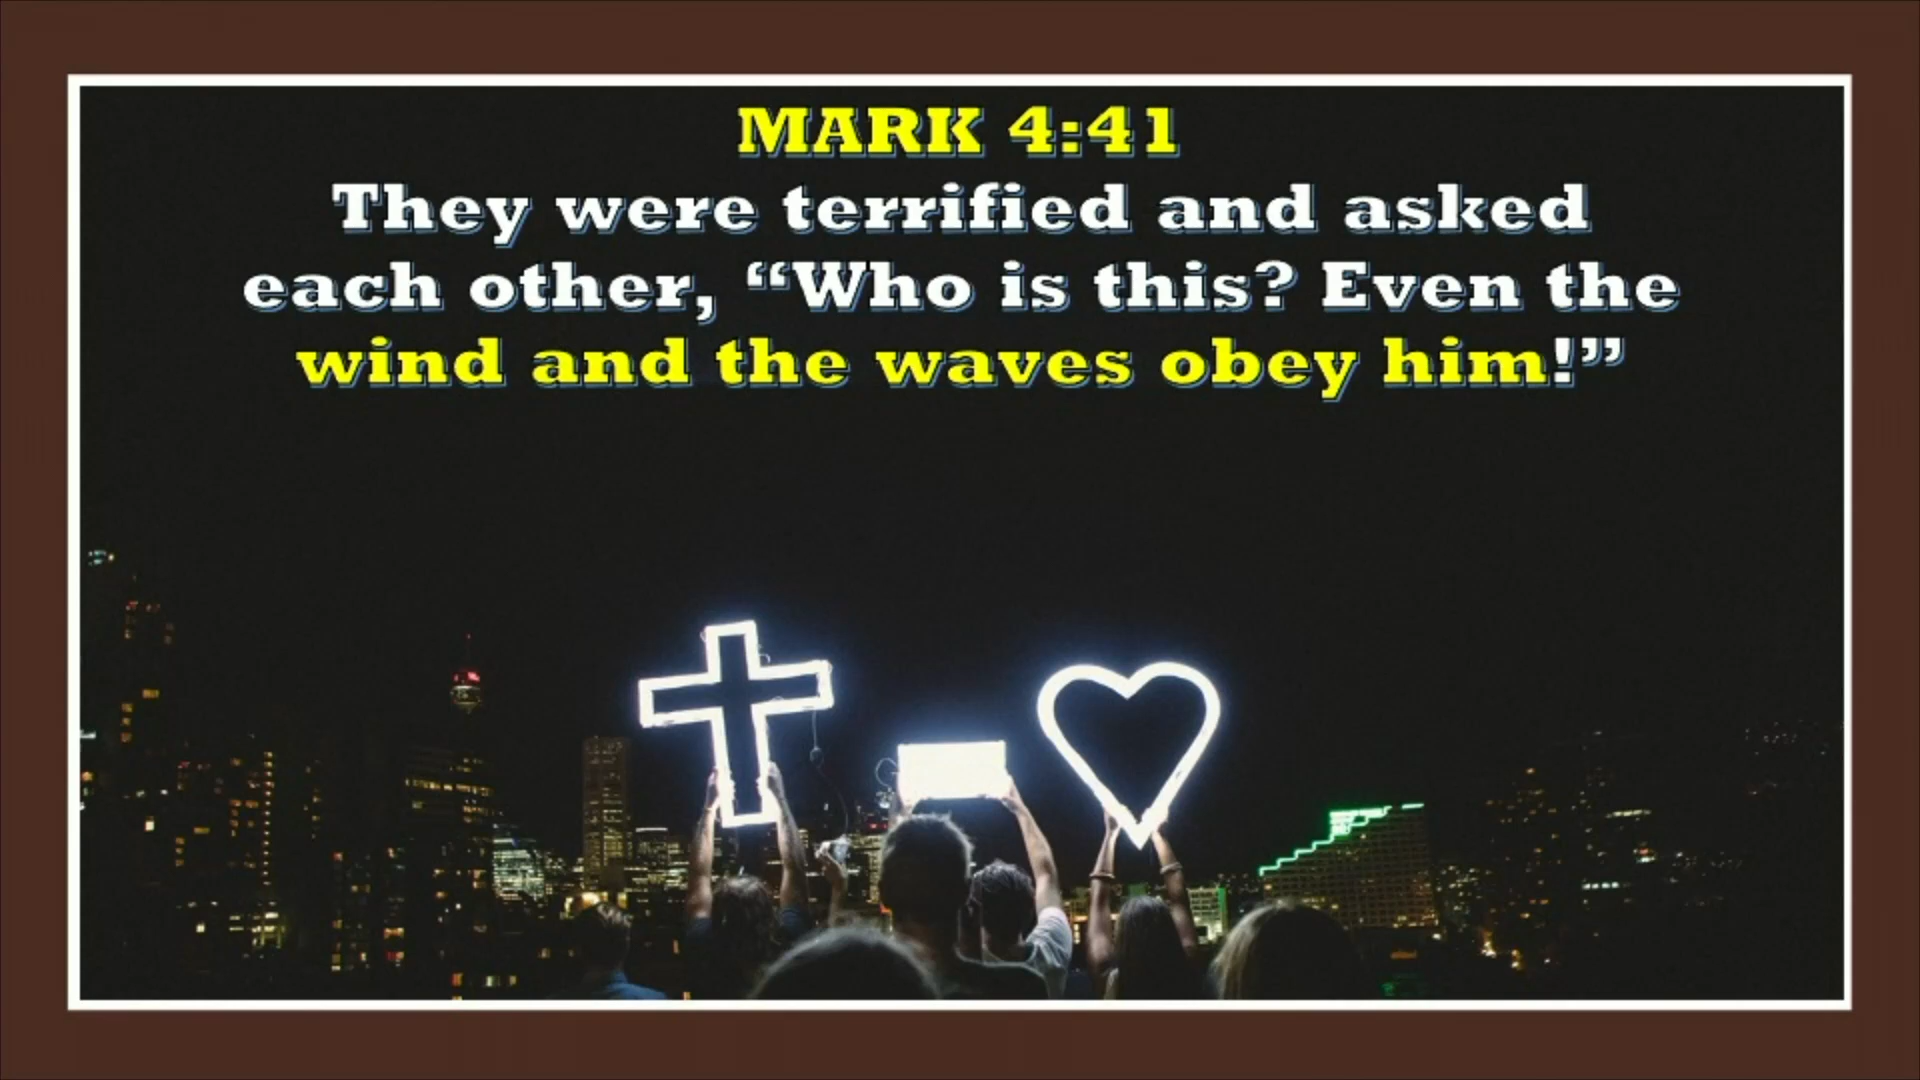 MARK 4:41
They were terrified and asked
each other, “Who is this? Even the
wind and the waves obey him!”